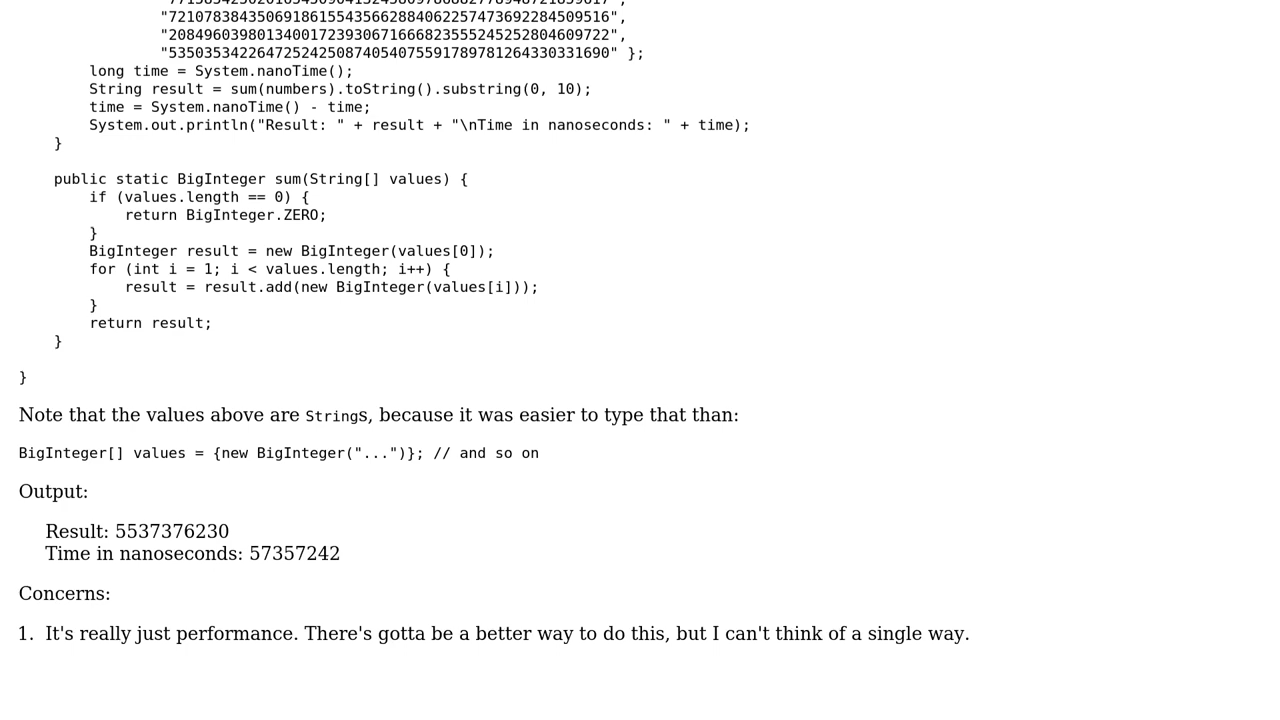 "72107838435069186155435662884062257473692284509516",
"20849603980134001723930671666823555245252804609722",
"53503534226472524250874054075591789781264330331690" };
long time = System.nanoTime();
String result = sum(numbers).toString().substring(0, 10);
time = System.nanoTime() - time;
System.out.println("Result: " + result + "\nTime in nanoseconds: " + time);
}
public static BigInteger sum(String[] values) {
if (values.length == 0) {
return BigInteger.ZERO;
}
BigInteger result = new BigInteger(values[0]);
for (int i = 1; i < values.length; i++) {
result = result.add(new BigInteger(values[i]));
}
return result;
}
}
Note that the values above are Strings, because it was easier to type that than:
BigInteger[] values = {new BigInteger("...")}; // and so on
Output:
Result: 5537376230
Time in nanoseconds: 57357242
Concerns:
1. It's really just performance. There's gotta be a better way to do this, but I can't think of a single way.